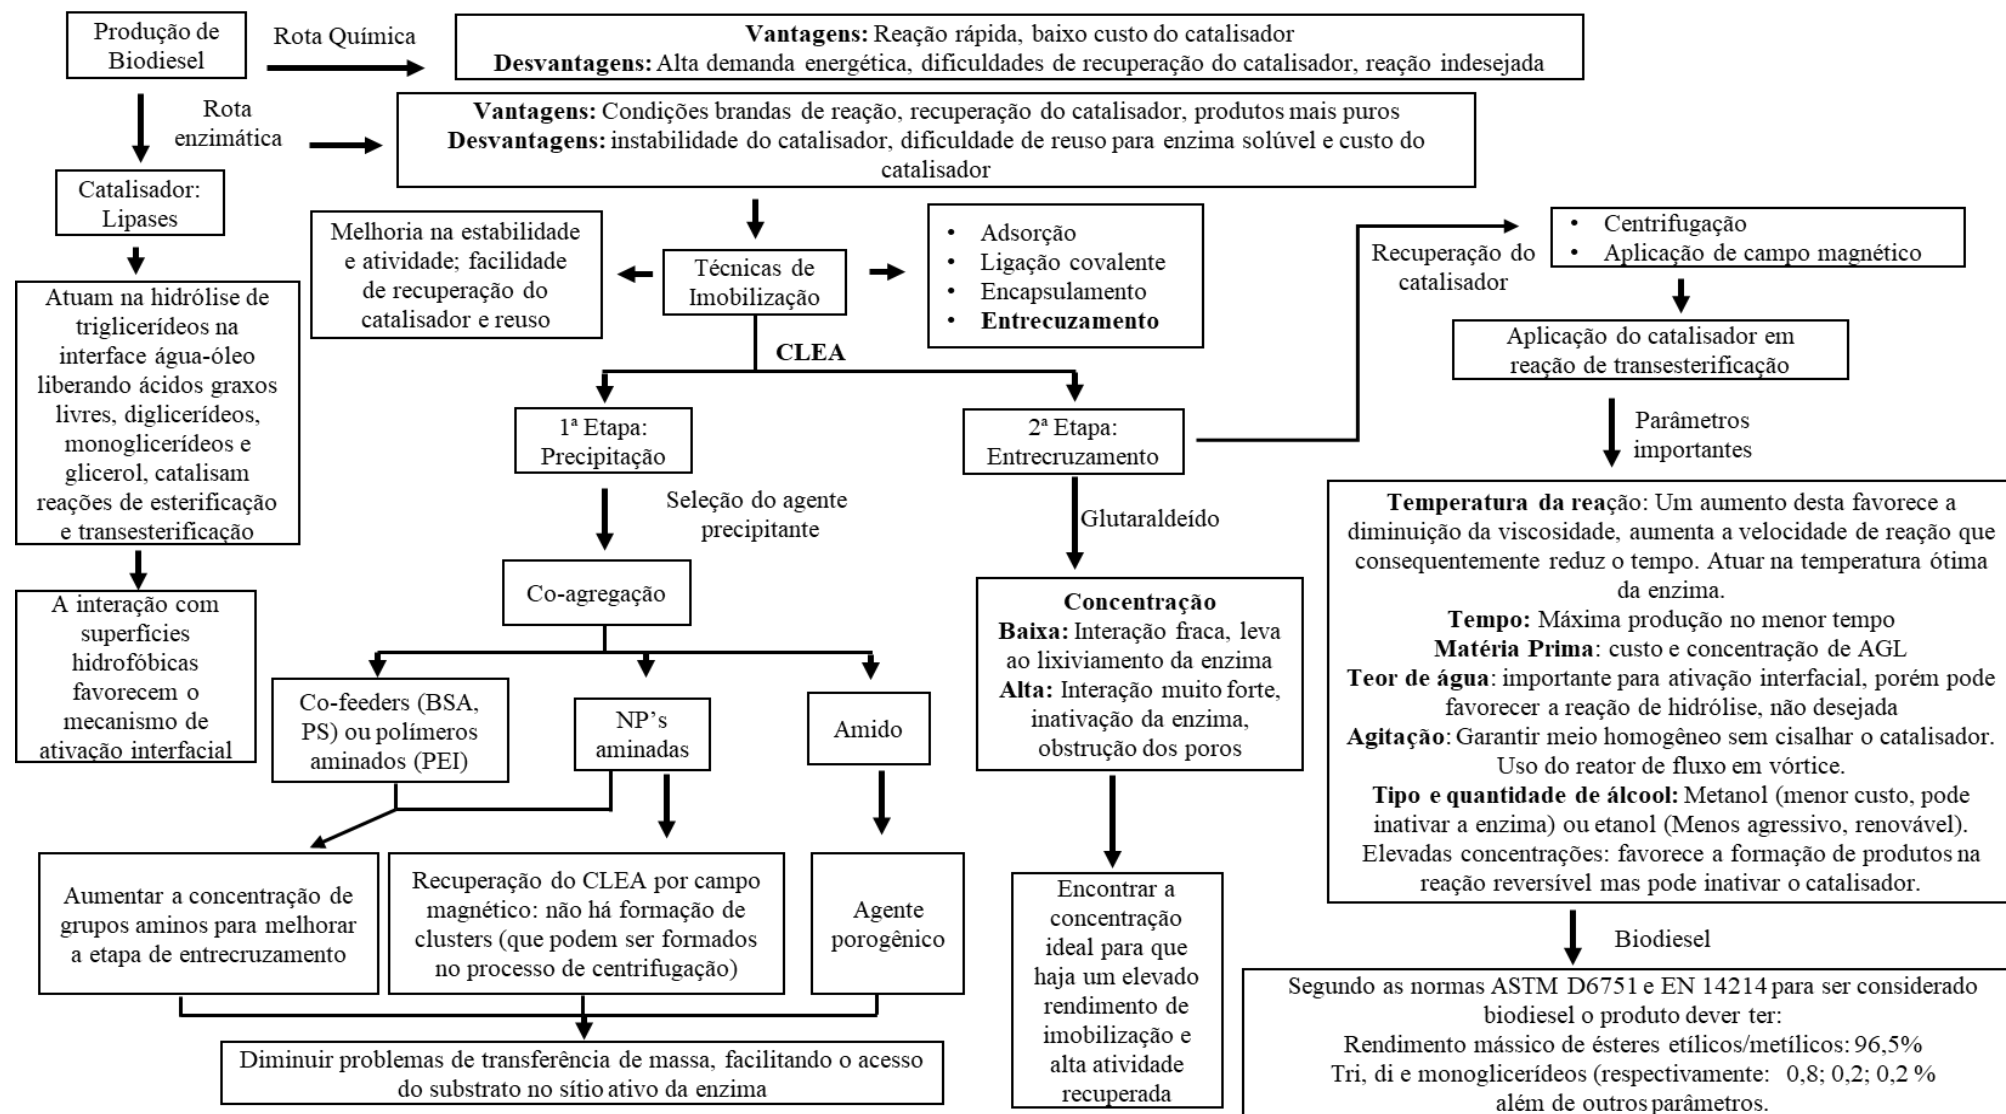 Produção de
Biodiesel
Rota Química
Vantagens: Reação rápida, baixo custo do catalisador
Desvantagens: Alta demanda energética, dificuldades de recuperação do catalisador, reação indesejada
Rota
enzimática
Vantagens: Condições brandas de reação, recuperação do catalisador, produtos mais puros
Desvantagens: instabilidade do catalisador, dificuldade de reuso para enzima solúvel e custo do
catalisador
Catalisador:
Lipases
Atuam na hidrólise de
triglicerídeos na
interface água-óleo
liberando ácidos graxos
livres, diglicerídeos,
monoglicerídeos e
glicerol, catalisam
reações de esterificação
e transesterificação
A interação com
superfícies
hidrofóbicas
favorecem o
mecanismo de
ativação interfacial
Melhoria na estabilidade
e atividade; facilidade
de recuperação do
catalisador e reuso
Técnicas de
Imobilização
• Adsorção
• Ligação covalente
• Encapsulamento
• Entrecuzamento
CLEA
1ª Etapa:
Precipitação
Seleção do agente
precipitante
Co-agregação
Co-feeders (BSA,
PS) ou polímeros
aminados (PEI)
NP's
aminadas
Amido
Aumentar a concentração de
grupos aminos para melhorar
a etapa de entrecruzamento
Recuperação do CLEA por campo
magnético: não há formação de
clusters (que podem ser formados
no processo de centrifugação)
Agente
porogênico
Diminuir problemas de transferência de massa, facilitando o acesso
do substrato no sítio ativo da enzima
2ª Etapa:
Entrecruzamento
Glutaraldeído
Concentração
Baixa: Interação fraca, leva
ao lixiviamento da enzima
Alta: Interação muito forte,
inativação da enzima,
obstrução dos poros
Encontrar a
concentração
ideal para que
haja um elevado
rendimento de
imobilização e
alta atividade
recuperada
Recuperação do
catalisador
• Centrifugação
• Aplicação de campo magnético
Aplicação do catalisador em
reação de transesterificação
Parâmetros
importantes
Temperatura da reação: Um aumento desta favorece a
diminuição da viscosidade, aumenta a velocidade de reação que
consequentemente reduz o tempo. Atuar na temperatura ótima
da enzima.
Tempo: Máxima produção no menor tempo
Matéria Prima: custo e concentração de AGL
Teor de água: importante para ativação interfacial, porém pode
favorecer a reação de hidrólise, não desejada
Agitação: Garantir meio homogêneo sem cisalhar o catalisador.
Uso do reator de fluxo em vórtice.
Tipo e quantidade de álcool: Metanol (menor custo, pode
inativar a enzima) ou etanol (Menos agressivo, renovável).
Elevadas concentrações: favorece a formação de produtos na
reação reversível mas pode inativar o catalisador.
Biodiesel
Segundo as normas ASTM D6751 e EN 14214 para ser considerado
biodiesel o produto dever ter:
Rendimento mássico de ésteres etílicos/metílicos: 96,5%
Tri, di e monoglicerídeos (respectivamente: 0,8; 0,2; 0,2 %
além de outros parâmetros.